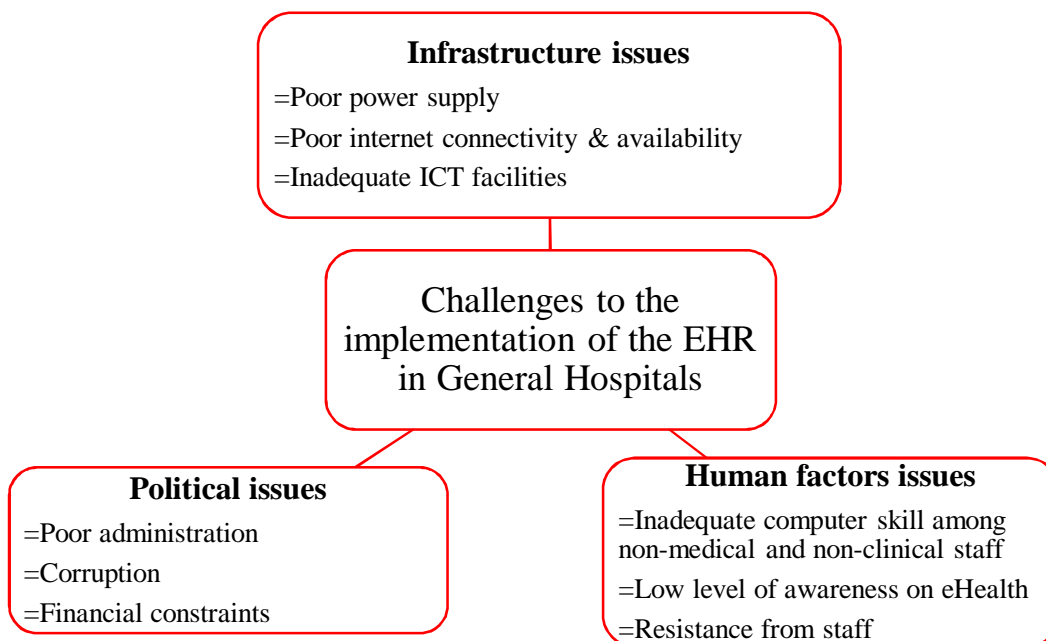 Infrastructure issues
=Poor power supply
=Poor internet connectivity & availability
=Inadequate ICT facilities
Challenges to the
implementation of the EHR
in General Hospitals
Political issues
=Poor administration
=Corruption
=Financial constraints
Human factors issues
=Inadequate computer skill among
non-medical and non-clinical staff
=Low level of awareness on eHealth
=Resistance from staff